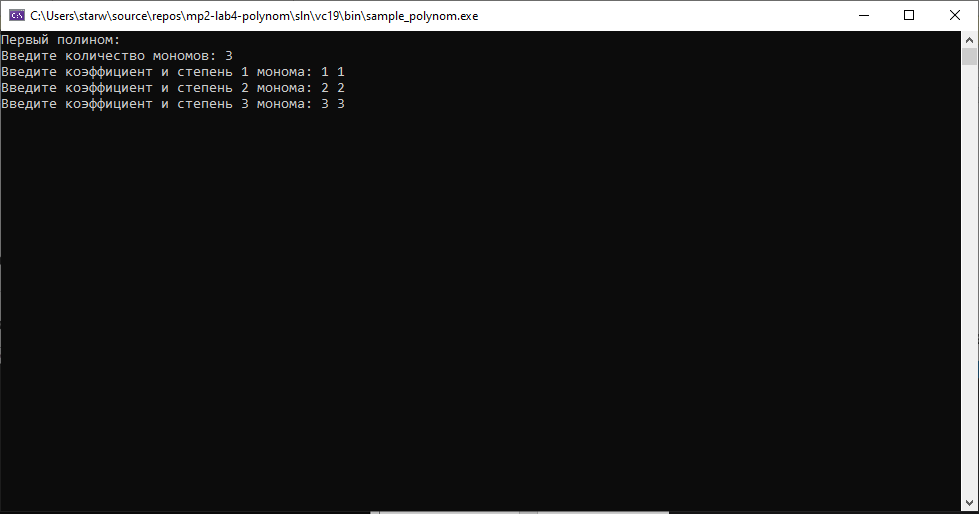 C:\Users\starw\source\repos\mp2-lab4-polynom\sln\vc19\bin\sample_polynom.exe
Первый полином:
Введите количество мономов: 3
Введите коэффициент и степень 1 монома: 1 1
Введите коэффициент и степень 2 монома: 2 2
Введите коэффициент и степень 3 монома: 3 3